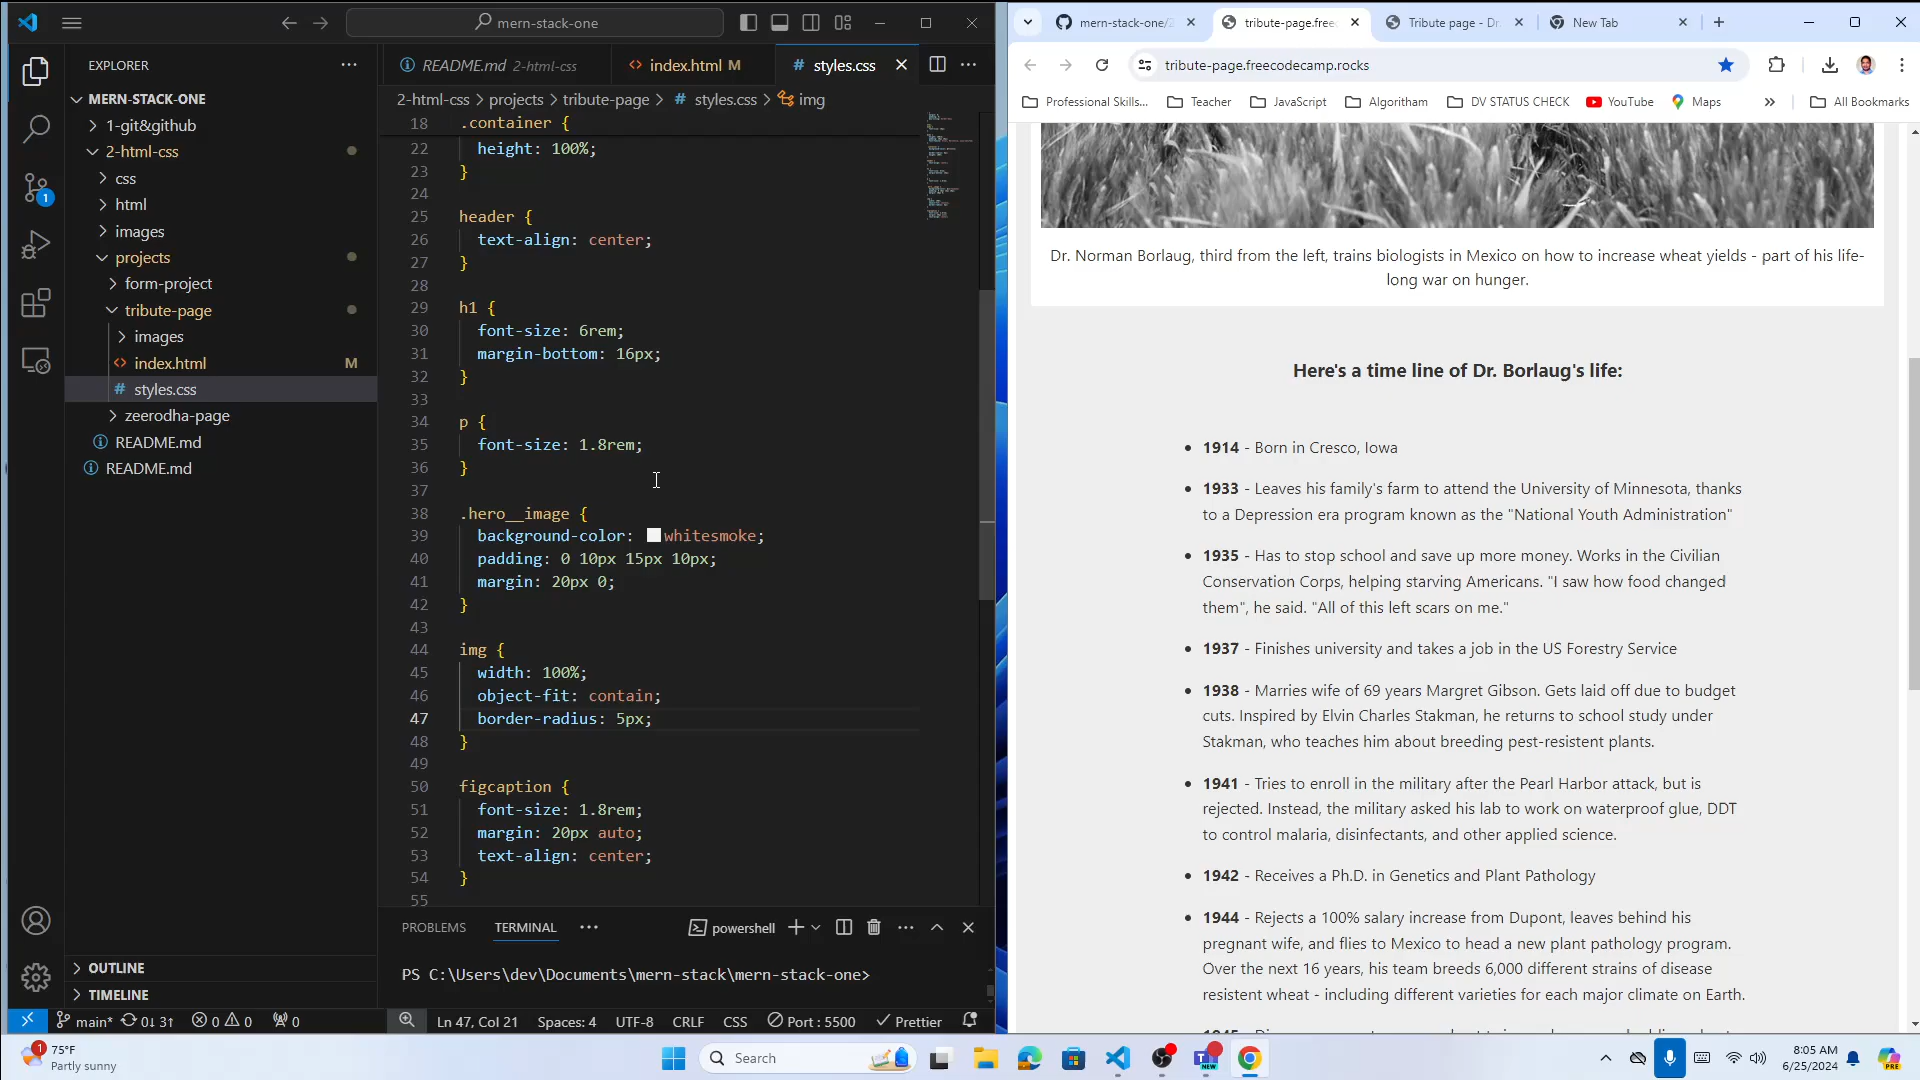 mern-stack-one
EXPLORER
MERN-STACK-ONE
1-git&github
2-html-css
css
html
images
projects
form-project
tribute-page
images
index.html M
styles.css
zeerodha-page
README.md
README.md
OUTLINE
TIMELINE
README.md 2-html-css
index.html M
styles.css
2-html-css > projects > tribute-page > # styles.css > img
18 .container {
22 height: 100%;
23 }
24
25 header {
26 text-align: center;
27 }
28
29 h1 {
30 font-size: 6rem;
31 margin-bottom: 16px;
32 }
33
34 p {
35 font-size: 1.8rem;
36 }
37
38 .hero__image {
39 background-color: whitesmoke;
40 padding: 0 10px 15px 10px;
41 margin: 20px 0;
42 }
43
44 img {
45 width: 100%;
46 object-fit: contain;
47 border-radius: 5px;
48 }
49
50 figcaption {
51 font-size: 1.8rem;
52 margin: 20px auto;
53 text-align: center;
54 }
55
PROBLEMS TERMINAL powershell
PS C:\Users\dev\Documents\mern-stack\mern-stack-one>
main* 0↓ 3↑ 0 0 0 Ln 47, Col 21 Spaces: 4 UTF-8 CRLF CSS Port : 5500 Prettier
mern-stack-one/2
tribute-page.free
Tribute page - Dr.
New Tab
tribute-page.freecodecamp.rocks
Professional Skills... Teacher JavaScript Algoritham DV STATUS CHECK YouTube Maps » All Bookmarks
Dr. Norman Borlaug, third from the left, trains biologists in Mexico on how to increase wheat yields - part of his life-
long war on hunger.
Here's a time line of Dr. Borlaug's life:
1914 - Born in Cresco, Iowa
1933 - Leaves his family's farm to attend the University of Minnesota, thanks
to a Depression era program known as the "National Youth Administration"
1935 - Has to stop school and save up more money. Works in the Civilian
Conservation Corps, helping starving Americans. "I saw how food changed
them", he said. "All of this left scars on me."
1937 - Finishes university and takes a job in the US Forestry Service
1938 - Marries wife of 69 years Margret Gibson. Gets laid off due to budget
cuts. Inspired by Elvin Charles Stakman, he returns to school study under
Stakman, who teaches him about breeding pest-resistent plants.
1941 - Tries to enroll in the military after the Pearl Harbor attack, but is
rejected. Instead, the military asked his lab to work on waterproof glue, DDT
to control malaria, disinfectants, and other applied science.
1942 - Receives a Ph.D. in Genetics and Plant Pathology
1944 - Rejects a 100% salary increase from Dupont, leaves behind his
pregnant wife, and flies to Mexico to head a new plant pathology program.
Over the next 16 years, his team breeds 6,000 different strains of disease
resistent wheat - including different varieties for each major climate on Earth.
1
75°F
Partly sunny
Search
NEW
PRE
8:05 AM
6/25/2024